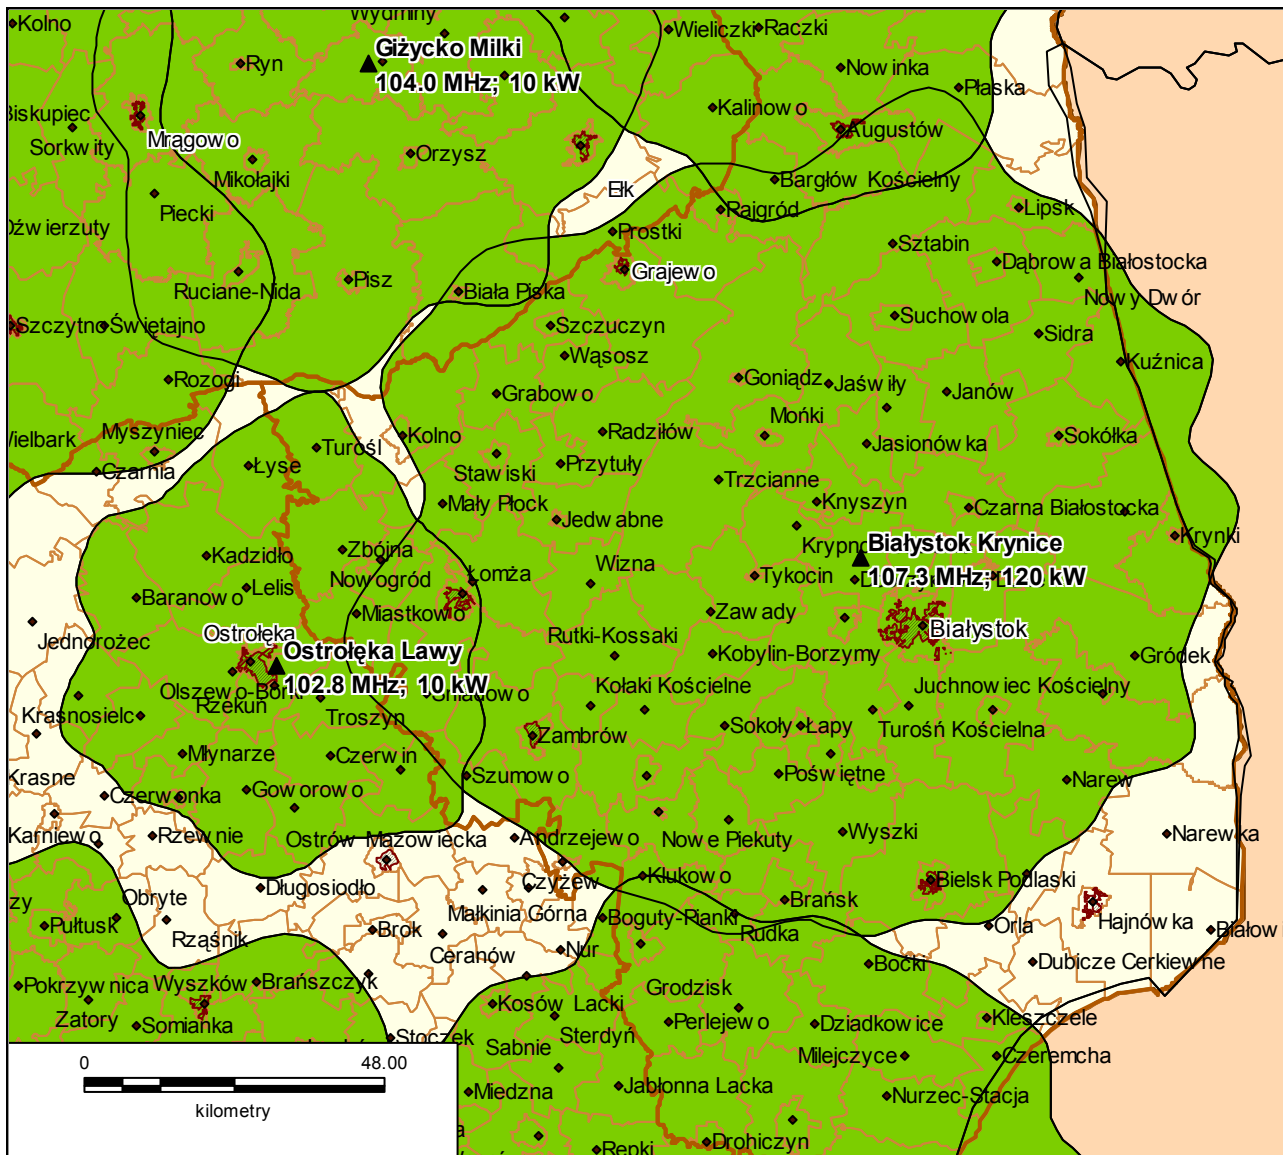 Kolno
Wydminy
Wieliczki
Raczki
Giżycko Milki
104.0 MHz; 10 kW
Ryn
Nowinka
Płaska
Kalinowo
Biskupiec
Sorkwity
Mrągowo
Augustów
Mikołajki
Orzysz
Ełk
Bargłów Kościelny
Piecki
Rajgród
Lipsk
Dźwierzuty
Prostki
Sztabin
Grajewo
Dąbrowa Białostocka
Ruciane-Nida
Pisz
Biała Piska
Nowy Dwór
Szczytno
Świętajno
Szczuczyn
Suchowola
Sidra
Wąsosz
Kuźnica
Rozogi
Grabowo
Goniądz
Jaświły
Janów
Wielbark
Myszyniec
Kolno
Radziłów
Mońki
Jasionówka
Sokółka
Turośl
Czarnia
Łyse
Stawiski
Przytuły
Trzcianne
Mały Płock
Knyszyn
Czarna Białostocka
Jedwabne
Krynki
Kadzidło
Zbójna
Białystok Krynice
107.3 MHz; 120 kW
Nowogród
Łomża
Wizna
Tykocin
Baranowo
Lelis
Miastkowo
Zawady
Jednorożec
Ostrołęka
Rutki-Kossaki
Białystok
Ostrołęka Lawy
102.8 MHz; 10 kW
Kobylin-Borzymy
Gródek
Olszewo-Borki
Rzekuń
Troszyn
Śniadowo
Kołaki Kościelne
Juchnowiec Kościelny
Krasnosielc
Zambrów
Sokoły
Łapy
Turośń Kościelna
Młynarze
Czerwin
Szumowo
Poświętne
Narew
Krasne
Czerwonka
Goworowo
Karniewo
Rzewnie
Ostrów Mazowiecka
Andrzejewo
Nowe Piekuty
Wyszki
Narewka
Długosiodło
Czyżew
Klukowo
Bielsk Podlaski
Obryte
Małkinia Górna
Boguty-Pianki
Brańsk
Pułtusk
Rząśnik
Brok
Rudka
Orla
Hajnówka
Białow
Ceranów
Nur
Boćki
Dubicze Cerkiewne
Pokrzywnica
Wyszków
Brańszczyk
Grodzisk
Zatory
Somianka
Kosów Lacki
Sterdyń
Perlejewo
Dziadkowice
Kleszczele
Stoczek
Sabnie
Milejczyce
Czeremcha
0 48.00
kilometry
Miedzna
Jabłonna Lacka
Nurzec-Stacja
Repki
Drohiczyn